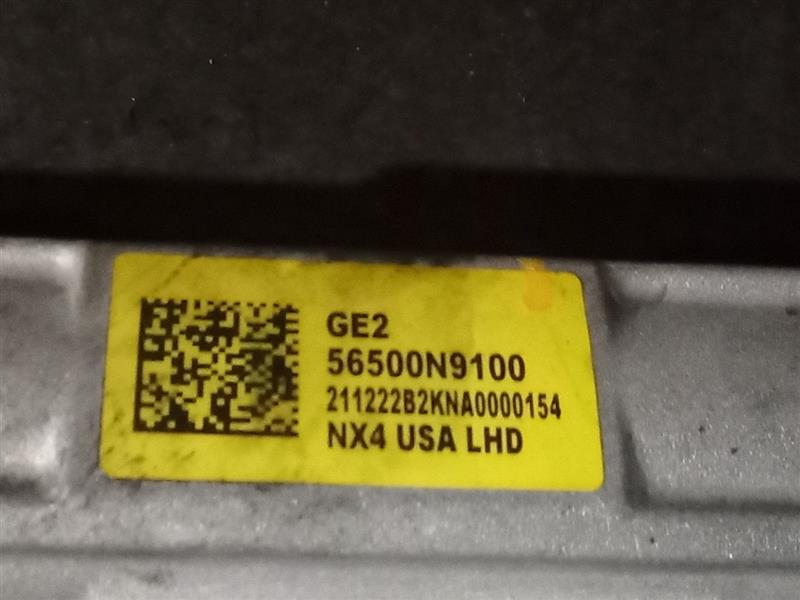 GE2
56500N9100
211222B2KNA0000154
NX4 USA LHD